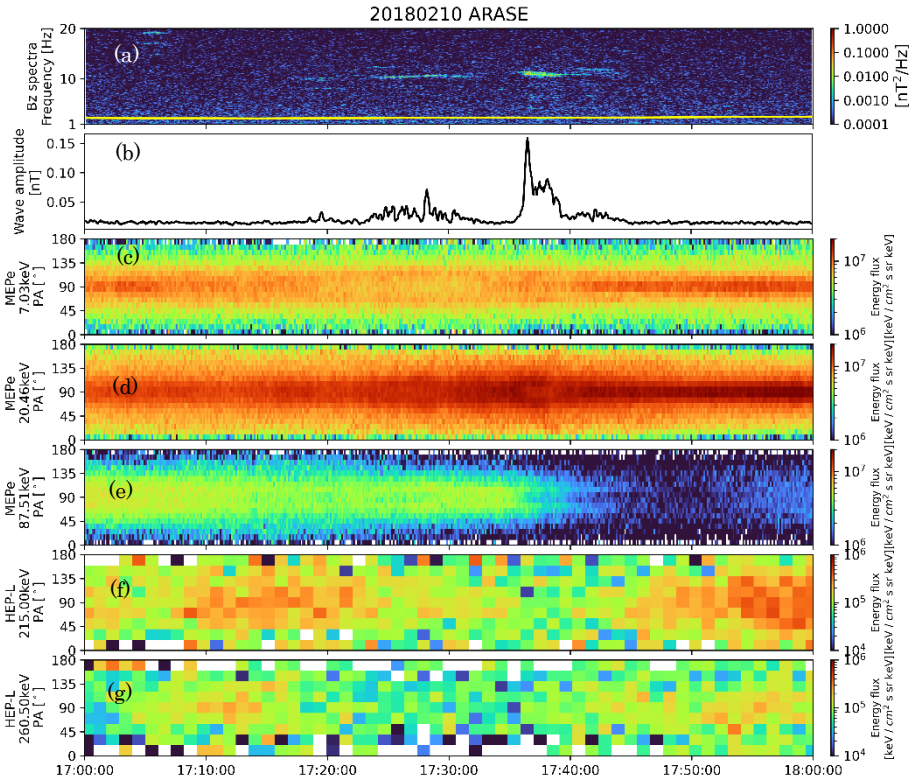 20180210 ARASE
(a)
Bz spectra
Frequency [Hz]
20
10
1
1.0000
0.1000
0.0100
0.0010
0.0001
[nT²/Hz]
(b)
Wave amplitude
[nT]
0.15
0.10
0.05
(c)
MEPe
7.03keV
PA [°]
180
135
90
45
0
10⁷
10⁶
Energy flux
[keV / cm² s sr keV]
(d)
MEPe
20.46keV
PA [°]
180
135
90
45
0
10⁷
10⁶
Energy flux
[keV / cm² s sr keV]
(e)
MEPe
87.51keV
PA [°]
180
135
90
45
0
10⁷
10⁶
Energy flux
[keV / cm² s sr keV]
(f)
HEP-L
215.00keV
PA [°]
180
135
90
45
0
10⁶
10⁵
10⁴
Energy flux
[keV / cm² s sr keV]
(g)
HEP-L
260.50keV
PA [°]
180
135
90
45
0
10⁶
10⁵
10⁴
Energy flux
[keV / cm² s sr keV]
17:00:00 17:10:00 17:20:00 17:30:00 17:40:00 17:50:00 18:00:00